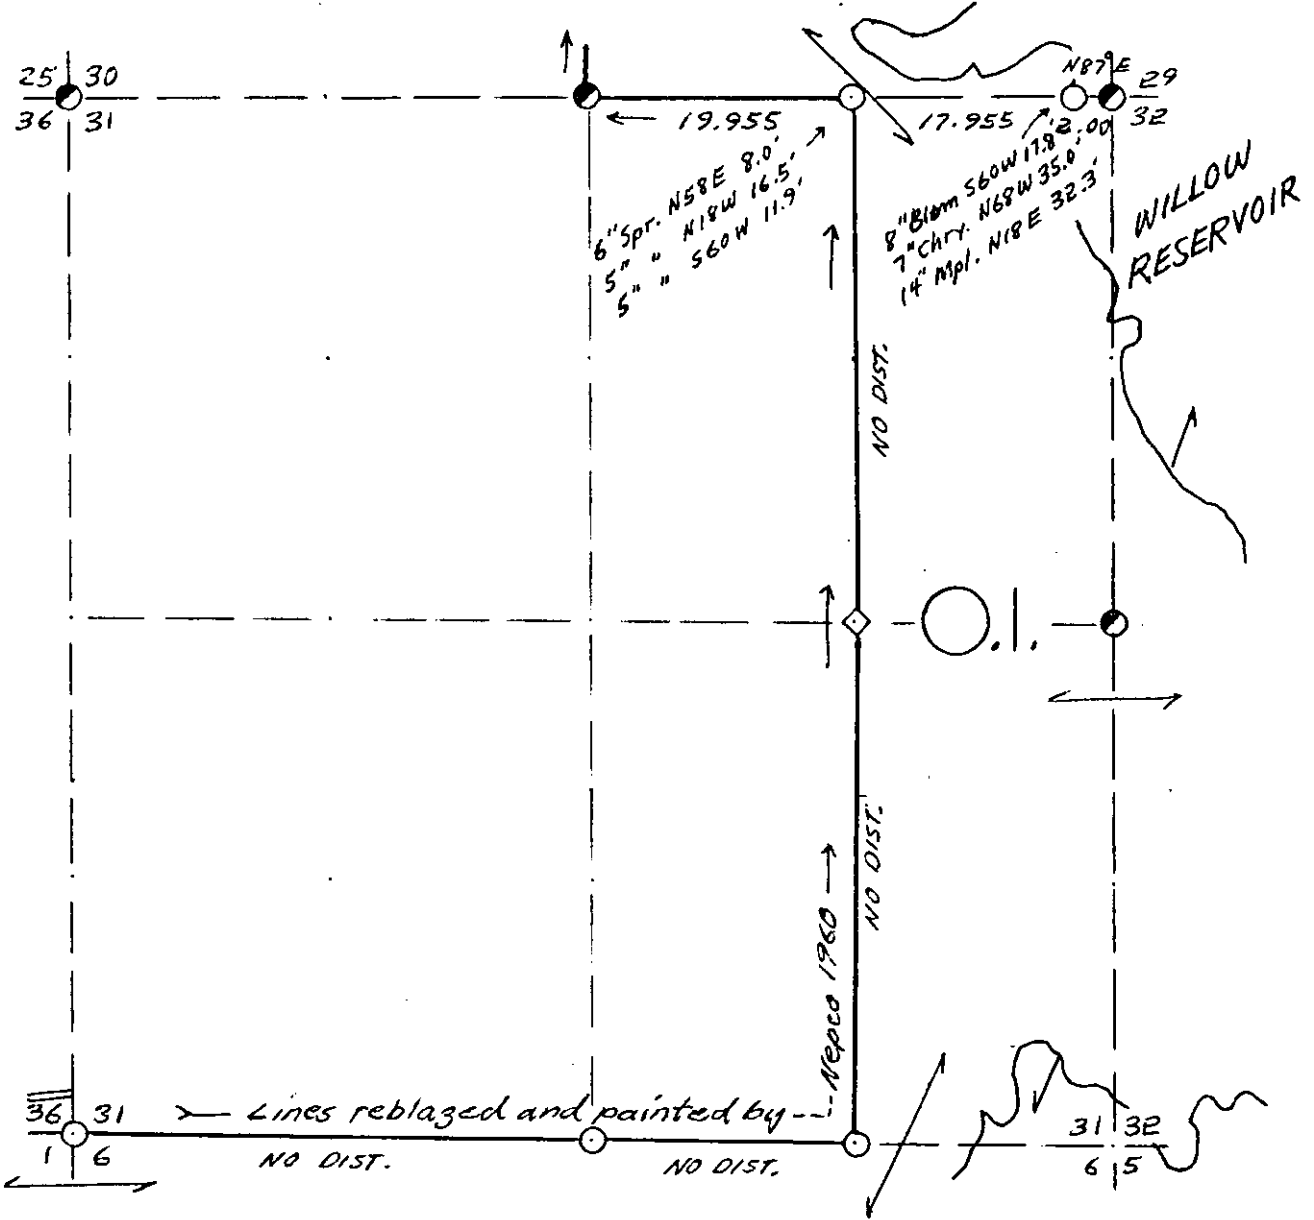 25 30
36 31
N87°E
29
32
19.955
17.955
2.00
6" Spr. N58E 8.0'
5" " N18W 16.5'
5" " S60W 11.9'
S60W 17.8'
7" Chry. N68W 35.0'
14" Mpl. N18E 32.3'
WILLOW
RESERVOIR
NO DIST.
O.I.
NO DIST.
Nepco 1960
36 31
Lines reblazed and painted by
1 6
NO DIST.
NO DIST.
31 32
6 5